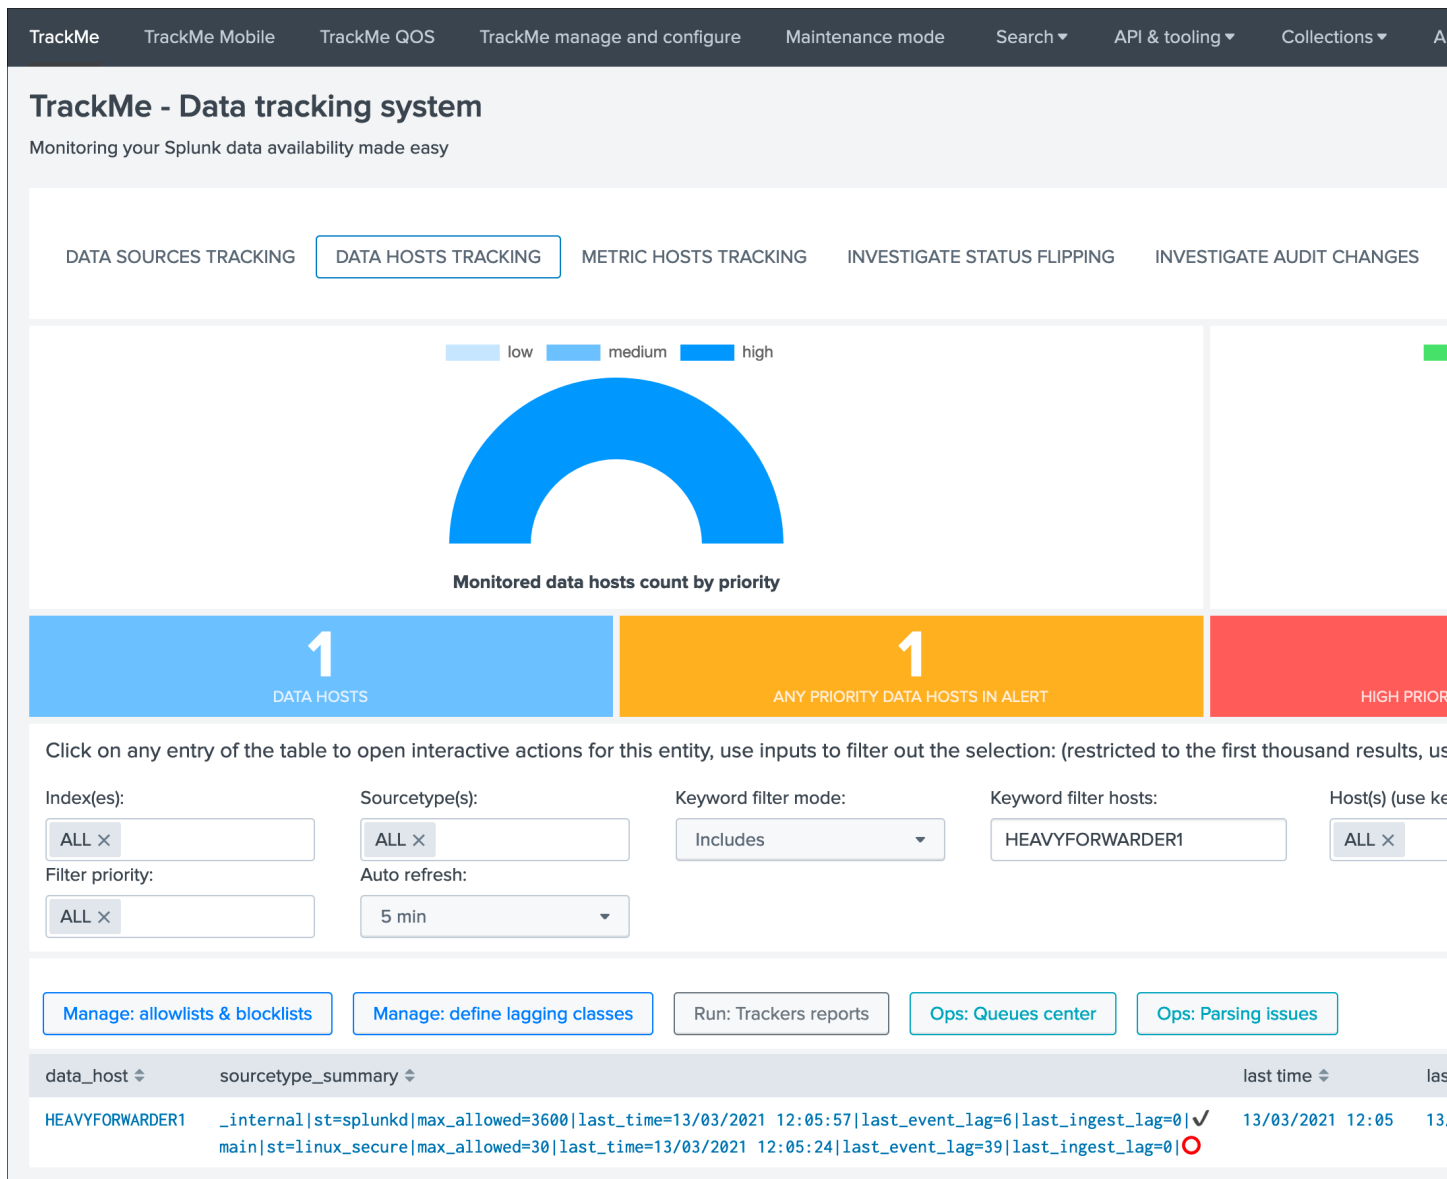 TrackMe TrackMe Mobile TrackMe QOS TrackMe manage and configure Maintenance mode Search API & tooling Collections A
TrackMe - Data tracking system
Monitoring your Splunk data availability made easy
DATA SOURCES TRACKING DATA HOSTS TRACKING METRIC HOSTS TRACKING INVESTIGATE STATUS FLIPPING INVESTIGATE AUDIT CHANGES
low medium high
Monitored data hosts count by priority
1 1
DATA HOSTS ANY PRIORITY DATA HOSTS IN ALERT HIGH PRIOR
Click on any entry of the table to open interactive actions for this entity, use inputs to filter out the selection: (restricted to the first thousand results, us
Index(es): Sourcetype(s): Keyword filter mode: Keyword filter hosts: Host(s) (use ke
ALL × ALL × Includes HEAVYFORWARDER1 ALL ×
Filter priority: Auto refresh:
ALL × 5 min
Manage: allowlists & blocklists Manage: define lagging classes Run: Trackers reports Ops: Queues center Ops: Parsing issues
data_host sourcetype_summary last time las
HEAVYFORWARDER1 _internal|st=splunkd|max_allowed=3600|last_time=13/03/2021 12:05:57|last_event_lag=6|last_ingest_lag=0|✔ 13/03/2021 12:05 13/
main|st=linux_secure|max_allowed=30|last_time=13/03/2021 12:05:24|last_event_lag=39|last_ingest_lag=0|⭕